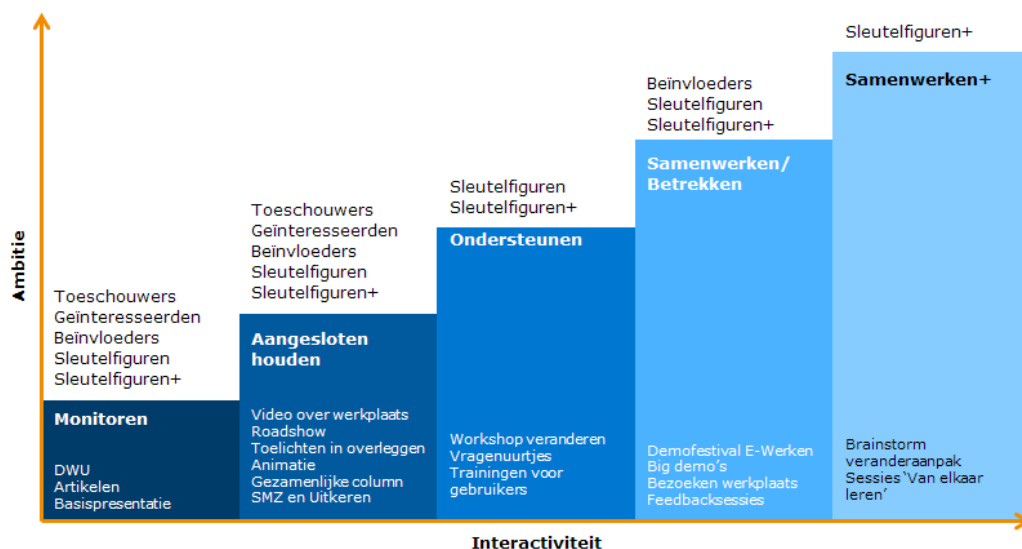 Ambitie
Toeschouwers
Geïnteresseerden
Beïnvloeders
Sleutelfiguren
Sleutelfiguren+
Monitoren
DWU
Artikelen
Basispresentatie
Toeschouwers
Geïnteresseerden
Beïnvloeders
Sleutelfiguren
Sleutelfiguren+
Aangesloten
houden
Video over werkplaats
Roadshow
Toelichten in overleggen
Animatie
Gezamenlijke column
SMZ en Uitkeren
Sleutelfiguren
Sleutelfiguren+
Ondersteunen
Workshop veranderen
Vragenuurtjes
Trainingen voor
gebruikers
Beïnvloeders
Sleutelfiguren
Sleutelfiguren+
Samenwerken/
Betrekken
Demofestival E-Werken
Big demo's
Bezoeken werkplaats
Feedbacksessies
Sleutelfiguren+
Samenwerken+
Brainstorm
veranderaanpak
Sessies ‘Van elkaar
leren’
Interactiviteit